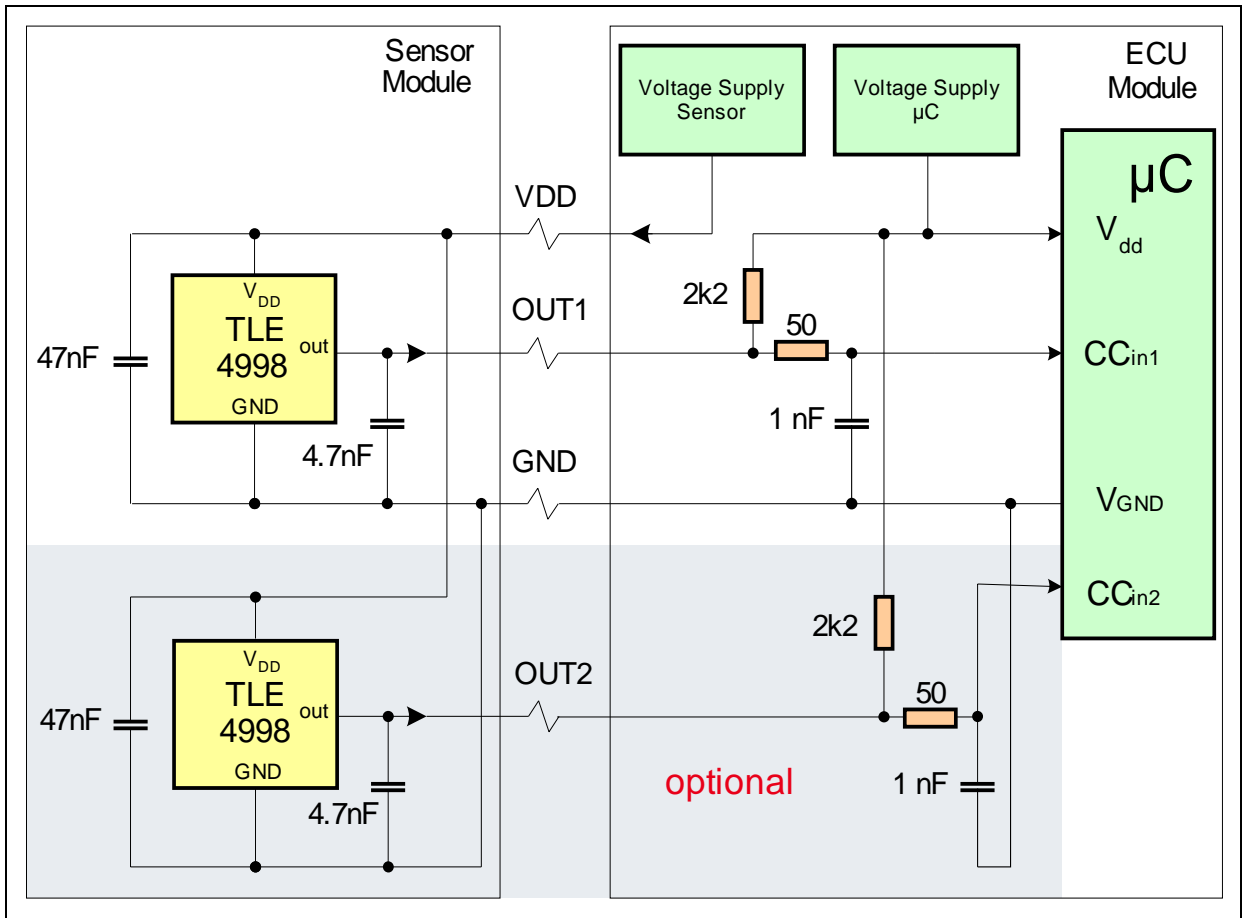 Sensor
Module
Voltage Supply
Sensor
Voltage Supply
µC
ECU
Module
µC
VDD
Vdd
VDD
TLE
4998
out
GND
47nF
4.7nF
OUT1
2k2
50
CCin1
1 nF
GND
VGND
CCin2
VDD
TLE
4998
out
GND
47nF
4.7nF
OUT2
2k2
50
1 nF
optional